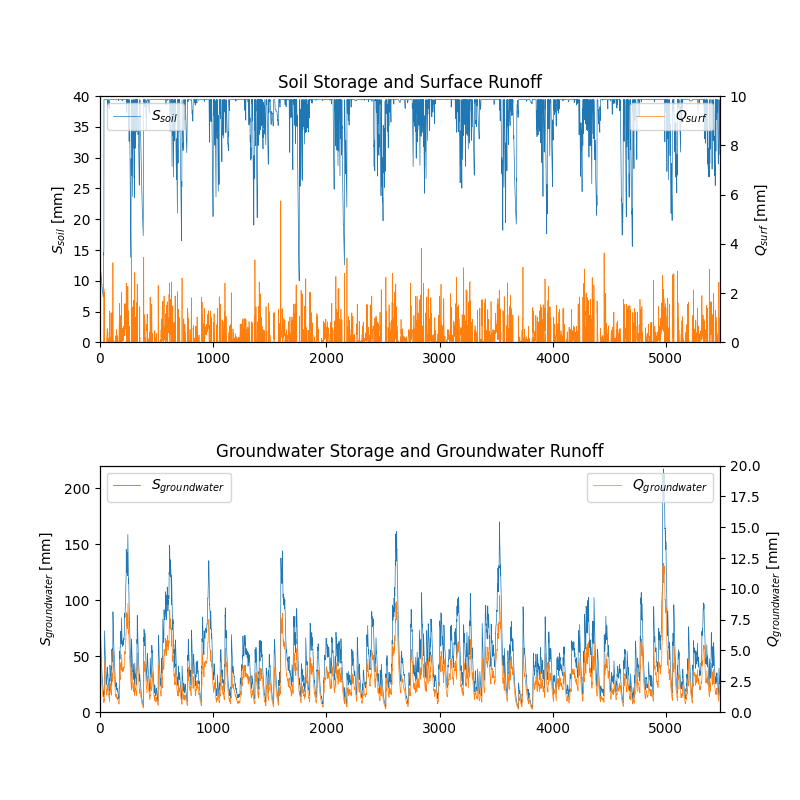 Soil Storage and Surface Runoff
S_soil
Q_surf
S_soil [mm]
Q_surf [mm]
40
35
30
25
20
15
10
5
0
10
8
6
4
2
0
0 1000 2000 3000 4000 5000
Groundwater Storage and Groundwater Runoff
S_groundwater
Q_groundwater
S_groundwater [mm]
Q_groundwater [mm]
200
150
100
50
0
20.0
17.5
15.0
12.5
10.0
7.5
5.0
2.5
0.0
0 1000 2000 3000 4000 5000